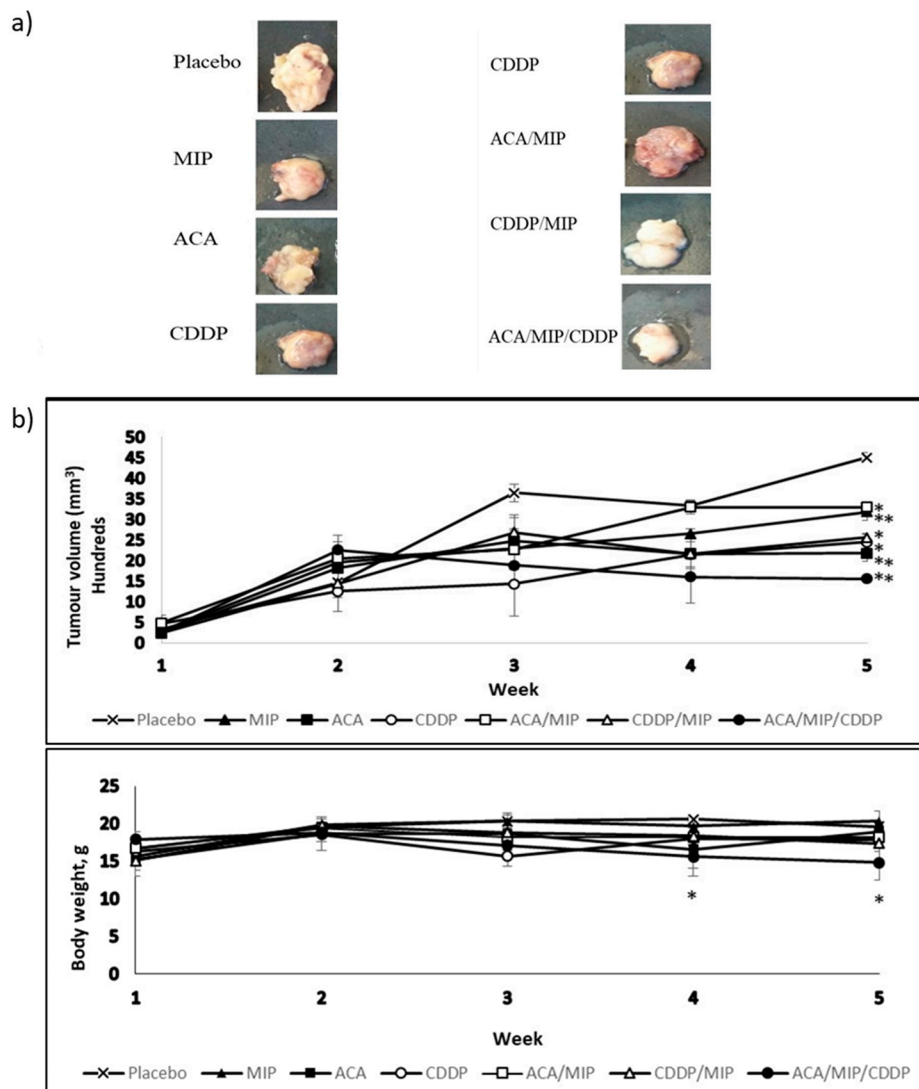 a)
Placebo
MIP
ACA
CDDP
CDDP
ACA/MIP
CDDP/MIP
ACA/MIP/CDDP
b)
Tumour volume (mm³)
Hundreds
50
45
40
35
30
25
20
15
10
5
0
*
**
*
*
**
**
1 2 3 4 5
Week
Placebo MIP ACA CDDP ACA/MIP CDDP/MIP ACA/MIP/CDDP
Body weight, g
25
20
15
10
5
0
* *
1 2 3 4 5
Week
Placebo MIP ACA CDDP ACA/MIP CDDP/MIP ACA/MIP/CDDP